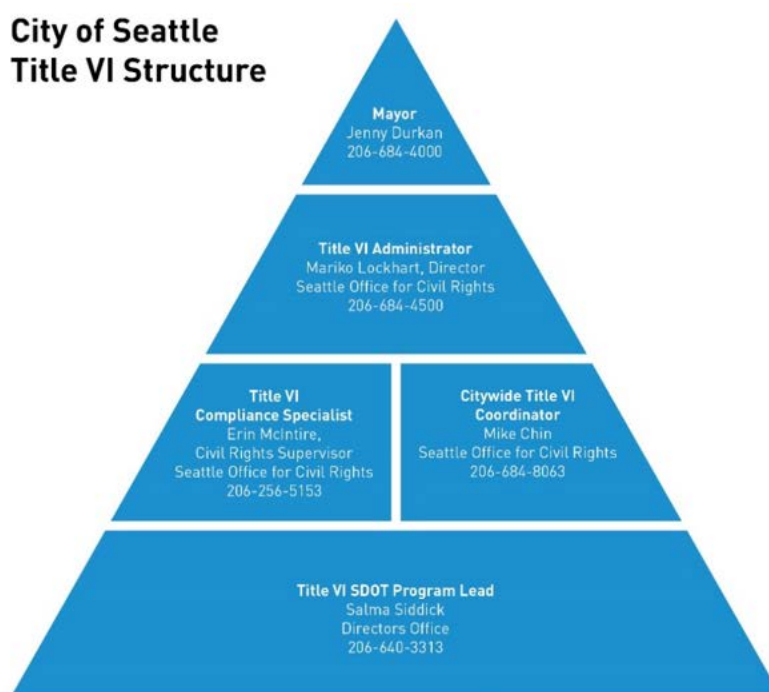 City of Seattle
Title VI Structure
Mayor
Jenny Durkan
206-684-4000
Title VI Administrator
Mariko Lockhart, Director
Seattle Office for Civil Rights
206-684-4500
Title VI
Compliance Specialist
Erin McIntire,
Civil Rights Supervisor
Seattle Office for Civil Rights
206-256-5153
Citywide Title VI
Coordinator
Mike Chin
Seattle Office for Civil Rights
206-684-8063
Title VI SDOT Program Lead
Salma Siddick
Directors Office
206-640-3313